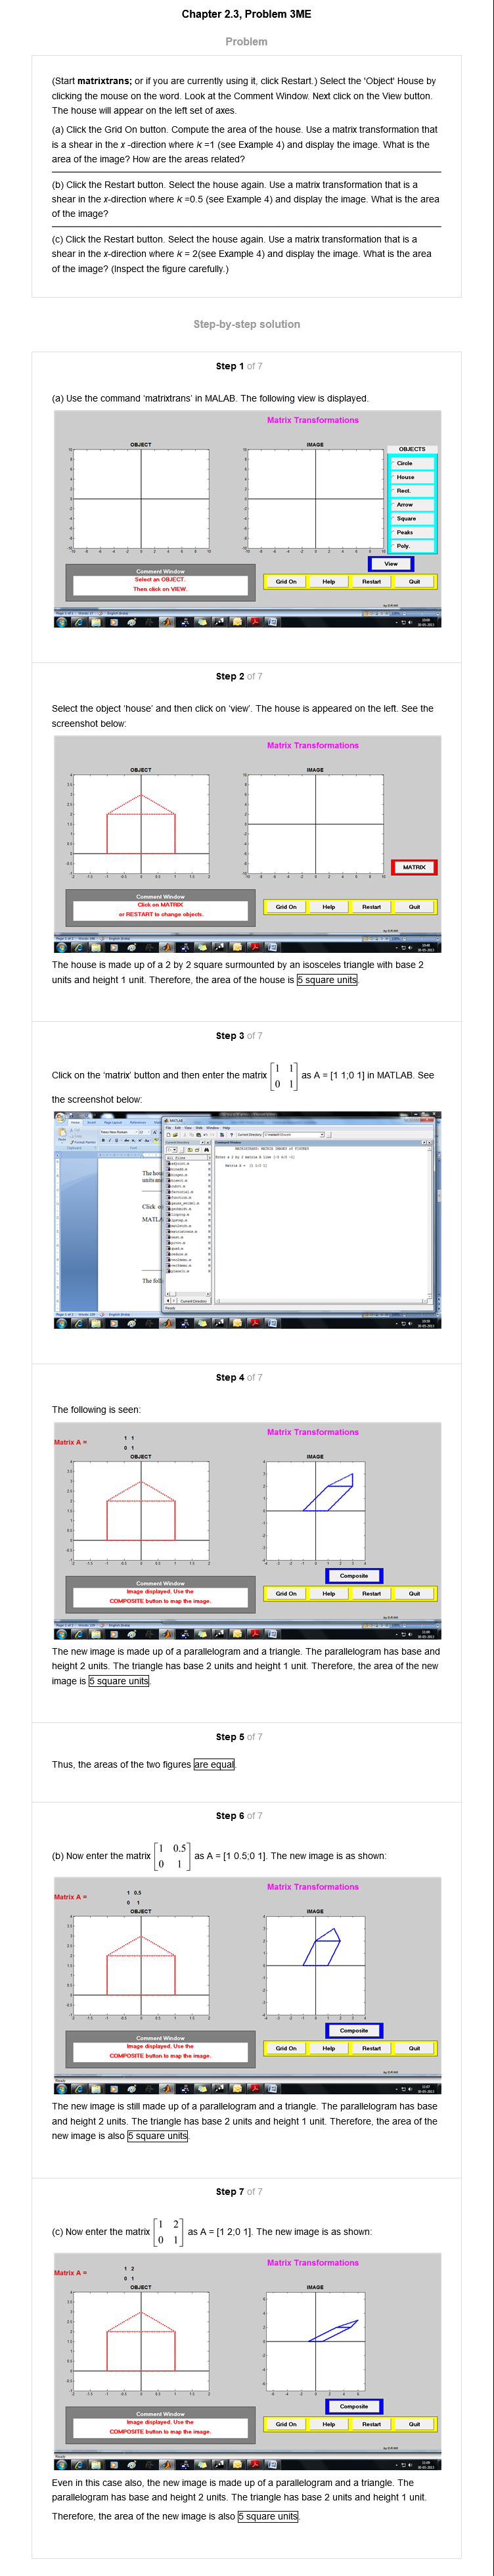 Chapter 2.3, Problem 3ME
Problem
(Start matrixtrans; or if you are currently using it, click Restart.) Select the 'Object' House by
clicking the mouse on the word. Look at the Comment Window. Next click on the View button.
The house will appear on the left set of axes.
(a) Click the Grid On button. Compute the area of the house. Use a matrix transformation that
is a shear in the x -direction where k =1 (see Example 4) and display the image. What is the
area of the image? How are the areas related?
(b) Click the Restart button. Select the house again. Use a matrix transformation that is a
shear in the x-direction where k =0.5 (see Example 4) and display the image. What is the area
of the image?
(c) Click the Restart button. Select the house again. Use a matrix transformation that is a
shear in the x-direction where k = 2(see Example 4) and display the image. What is the area
of the image? (Inspect the figure carefully.)
Step-by-step solution
Step 1 of 7
(a) Use the command 'matrixtrans' in MALAB. The following view is displayed.
Matrix Transformations
OBJECT
IMAGE
OBJECTS
Circle
House
Rect.
Arrow
Square
Peaks
Poly.
View
Comment Window
Select an OBJECT.
Then click on VIEW.
Grid On
Help
Restart
Quit
Step 2 of 7
Select the object 'house' and then click on 'view'. The house is appeared on the left. See the
screenshot below:
Matrix Transformations
OBJECT
IMAGE
MATRIX
Comment Window
Click on MATRIX
or RESTART to change objects.
Grid On
Help
Restart
Quit
The house is made up of a 2 by 2 square surmounted by an isosceles triangle with base 2
units and height 1 unit. Therefore, the area of the house is 5 square units.
Step 3 of 7
Click on the 'matrix' button and then enter the matrix [1 1; 0 1] as A = [1 1;0 1] in MATLAB. See
the screenshot below:
Step 4 of 7
The following is seen:
Matrix Transformations
Matrix A =
1 1
0 1
OBJECT
IMAGE
Composite
Comment Window
Image displayed. Use the
COMPOSITE button to map the image.
Grid On
Help
Restart
Quit
The new image is made up of a parallelogram and a triangle. The parallelogram has base and
height 2 units. The triangle has base 2 units and height 1 unit. Therefore, the area of the new
image is 5 square units.
Step 5 of 7
Thus, the areas of the two figures are equal.
Step 6 of 7
(b) Now enter the matrix [1 0.5; 0 1] as A = [1 0.5;0 1]. The new image is as shown:
Matrix Transformations
Matrix A =
1 0.5
0 1
OBJECT
IMAGE
Composite
Comment Window
Image displayed. Use the
COMPOSITE button to map the image.
Grid On
Help
Restart
Quit
The new image is still made up of a parallelogram and a triangle. The parallelogram has base
and height 2 units. The triangle has base 2 units and height 1 unit. Therefore, the area of the
new image is also 5 square units.
Step 7 of 7
(c) Now enter the matrix [1 2; 0 1] as A = [1 2;0 1]. The new image is as shown:
Matrix Transformations
Matrix A =
1 2
0 1
OBJECT
IMAGE
Composite
Comment Window
Image displayed. Use the
COMPOSITE button to map the image.
Grid On
Help
Restart
Quit
Even in this case also, the new image is made up of a parallelogram and a triangle. The
parallelogram has base and height 2 units. The triangle has base 2 units and height 1 unit.
Therefore, the area of the new image is also 5 square units.